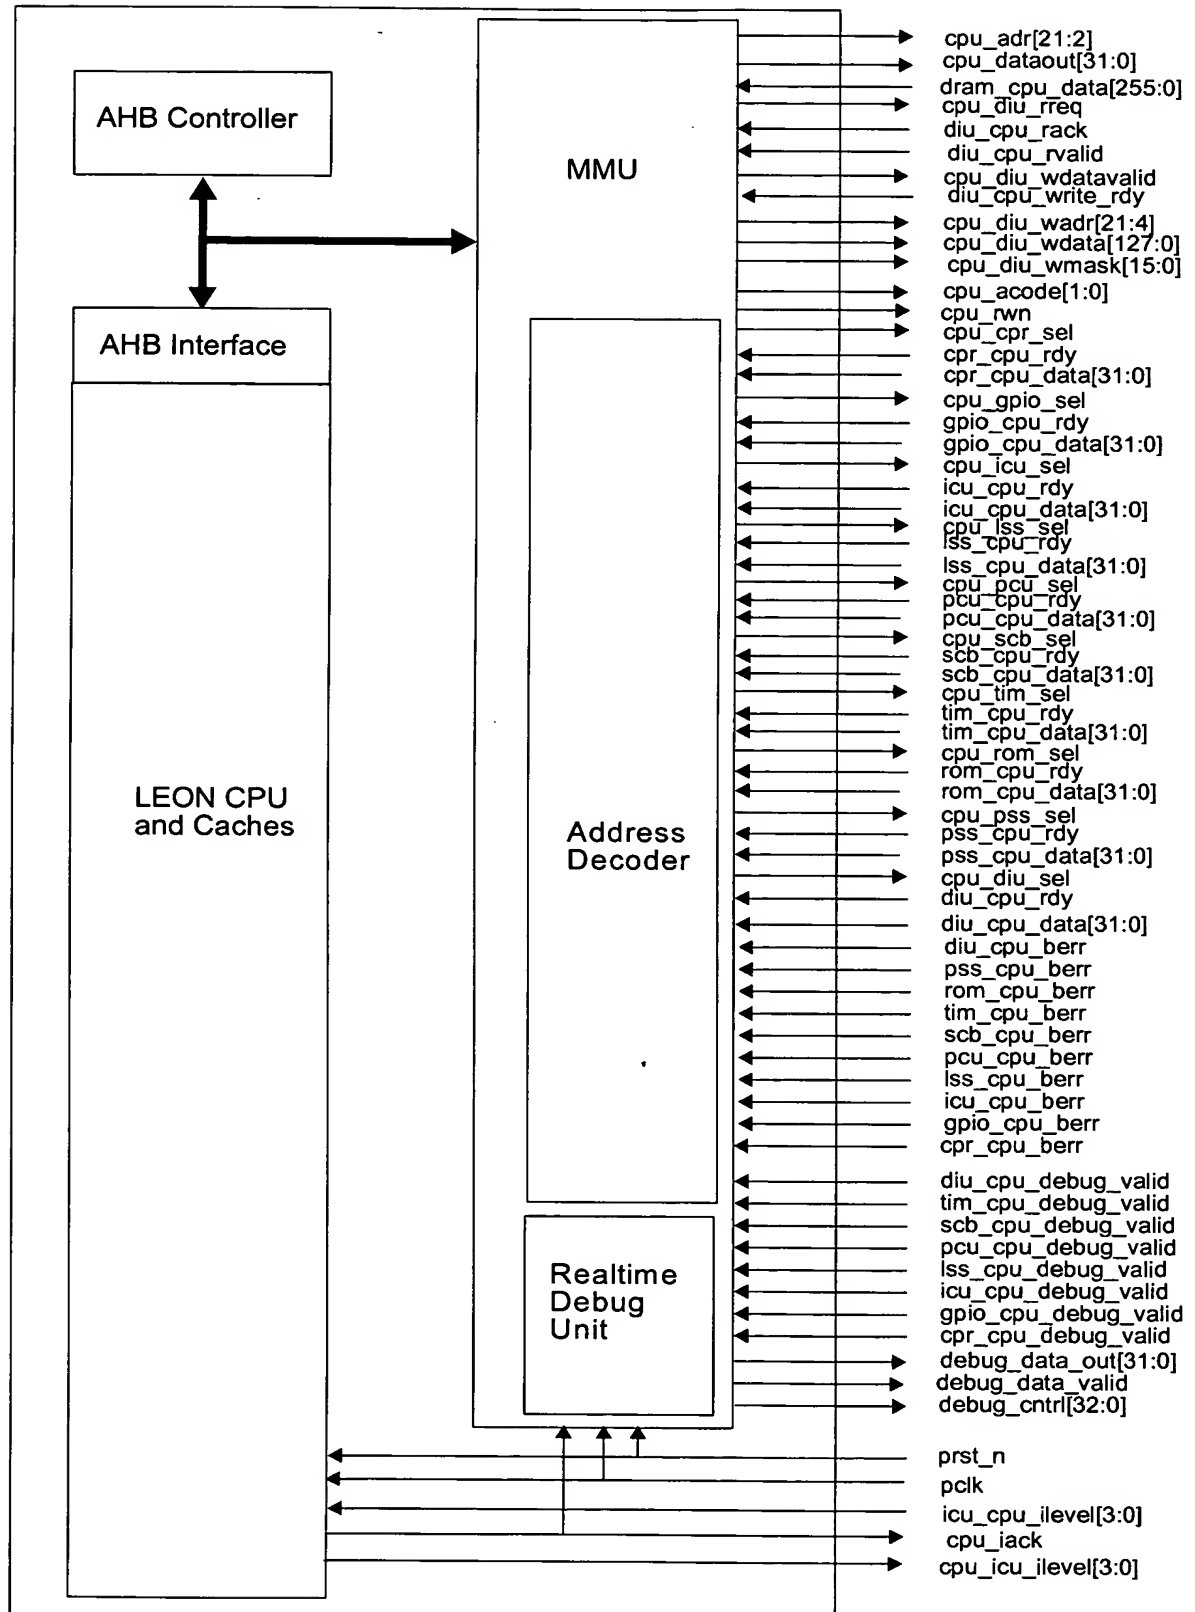 AHB Controller
MMU
AHB Interface
LEON CPU
and Caches
Address
Decoder
Realtime
Debug
Unit
cpu_adr[21:2]
cpu_dataout[31:0]
dram_cpu_data[255:0]
cpu_diu_rreq
diu_cpu_rack
diu_cpu_rvalid
cpu_diu_wdatavalid
diu_cpu_write_rdy
cpu_diu_wadr[21:4]
cpu_diu_wdata[127:0]
cpu_diu_wmask[15:0]
cpu_acode[1:0]
cpu_rwn
cpu_cpr_sel
cpr_cpu_rdy
cpr_cpu_data[31:0]
cpu_gpio_sel
gpio_cpu_rdy
gpio_cpu_data[31:0]
cpu_icu_sel
icu_cpu_rdy
icu_cpu_data[31:0]
cpu_lss_sel
lss_cpu_rdy
lss_cpu_data[31:0]
cpu_pcu_sel
pcu_cpu_rdy
pcu_cpu_data[31:0]
cpu_scb_sel
scb_cpu_rdy
scb_cpu_data[31:0]
cpu_tim_sel
tim_cpu_rdy
tim_cpu_data[31:0]
cpu_rom_sel
rom_cpu_rdy
rom_cpu_data[31:0]
cpu_pss_sel
pss_cpu_rdy
pss_cpu_data[31:0]
cpu_diu_sel
diu_cpu_rdy
diu_cpu_data[31:0]
diu_cpu_berr
pss_cpu_berr
rom_cpu_berr
tim_cpu_berr
scb_cpu_berr
pcu_cpu_berr
lss_cpu_berr
icu_cpu_berr
gpio_cpu_berr
cpr_cpu_berr
diu_cpu_debug_valid
tim_cpu_debug_valid
scb_cpu_debug_valid
pcu_cpu_debug_valid
lss_cpu_debug_valid
icu_cpu_debug_valid
gpio_cpu_debug_valid
cpr_cpu_debug_valid
debug_data_out[31:0]
debug_data_valid
debug_cntrl[32:0]
prst_n
pclk
icu_cpu_ilevel[3:0]
cpu_iack
cpu_icu_ilevel[3:0]